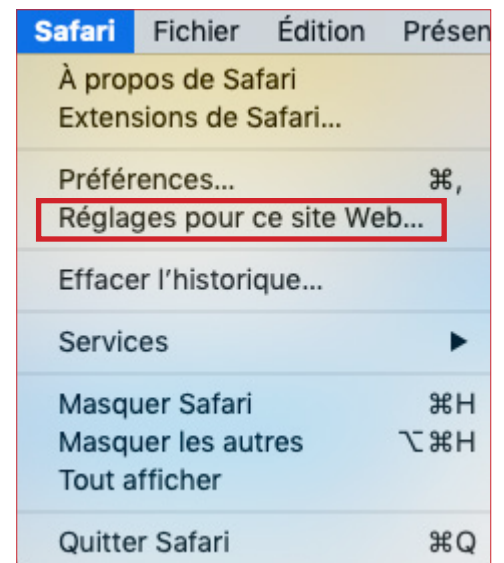 Safari Fichier Édition Présen
À propos de Safari
Extensions de Safari...
Préférences... ⌘,
Réglages pour ce site Web...
Effacer l’historique...
Services ▶
Masquer Safari ⌘H
Masquer les autres ⌥⌘H
Tout afficher
Quitter Safari ⌘Q